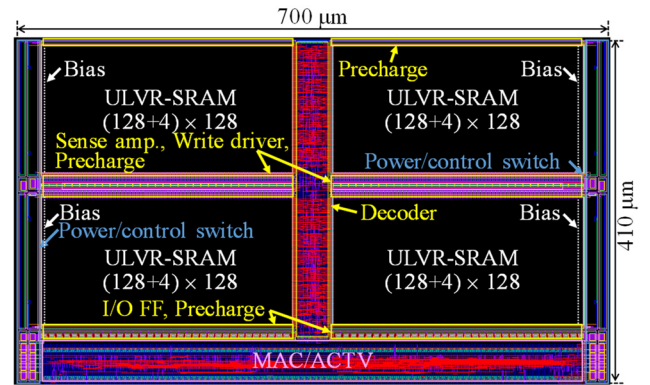 700 μm
Bias
Precharge
Bias
ULVR-SRAM
(128+4) × 128
ULVR-SRAM
(128+4) × 128
Sense amp., Write driver,
Precharge
Power/control switch
Bias
Decoder
Bias
Power/control switch
ULVR-SRAM
(128+4) × 128
ULVR-SRAM
(128+4) × 128
410 μm
I/O FF, Precharge
MAC/ACTV